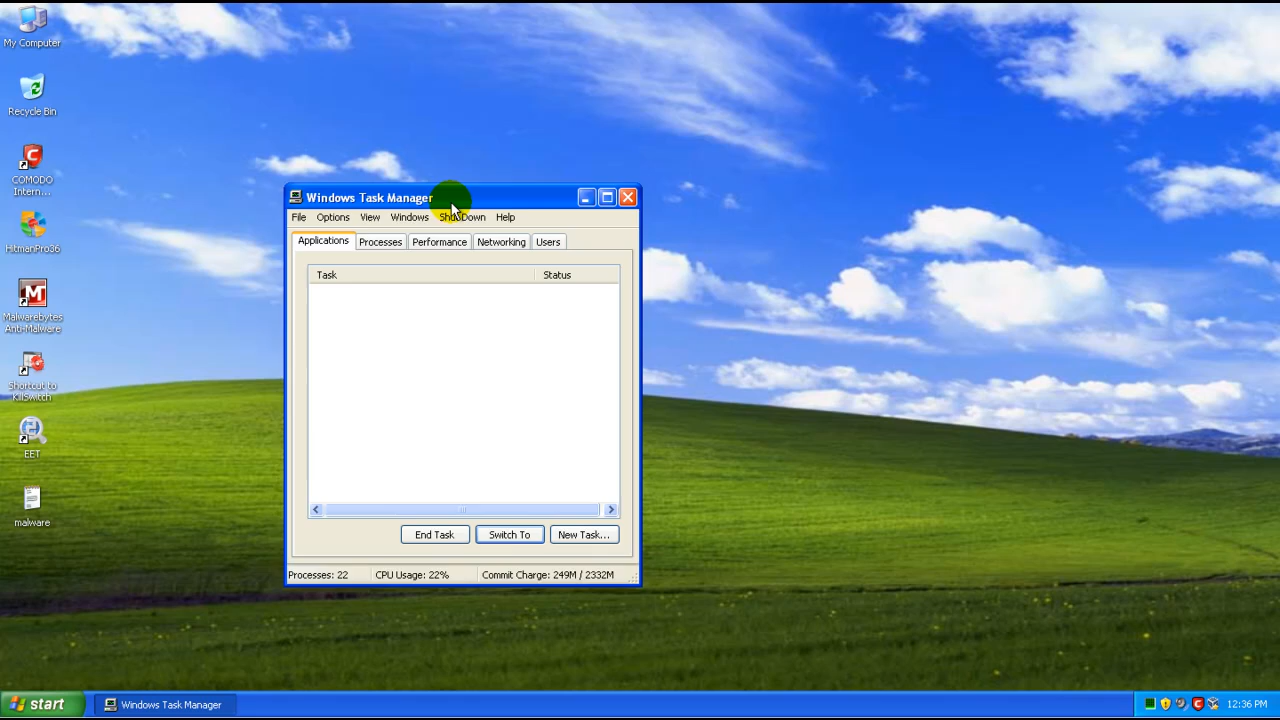 My Computer
Recycle Bin
COMODO
Intern...
HitmanPro36
Malwarebytes
Anti-Malware
Shortcut to
KillSwitch
EET
malware
Windows Task Manager
File Options View Windows Shut Down Help
Applications Processes Performance Networking Users
Task Status
End Task Switch To New Task...
Processes: 22 CPU Usage: 22% Commit Charge: 249M / 2332M
start Windows Task Manager 12:36 PM